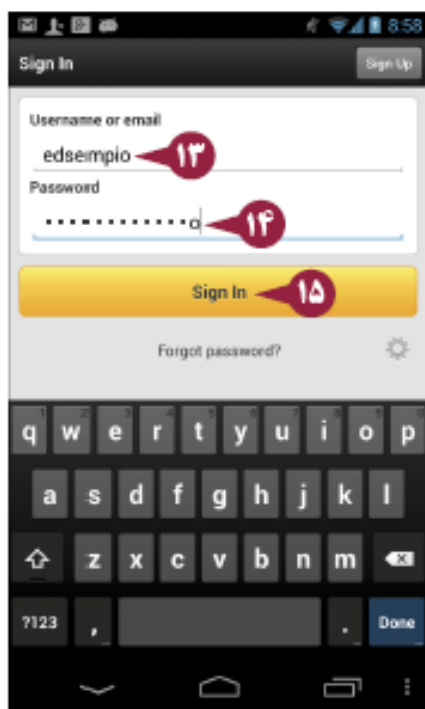 8:58
Sign In Sign Up
Username or email
edsempio ۱۳
Password
············o ۱۴
Sign In ۱۵
Forgot password?
q w e r t y u i o p
a s d f g h j k l
z x c v b n m
?123 , . Done